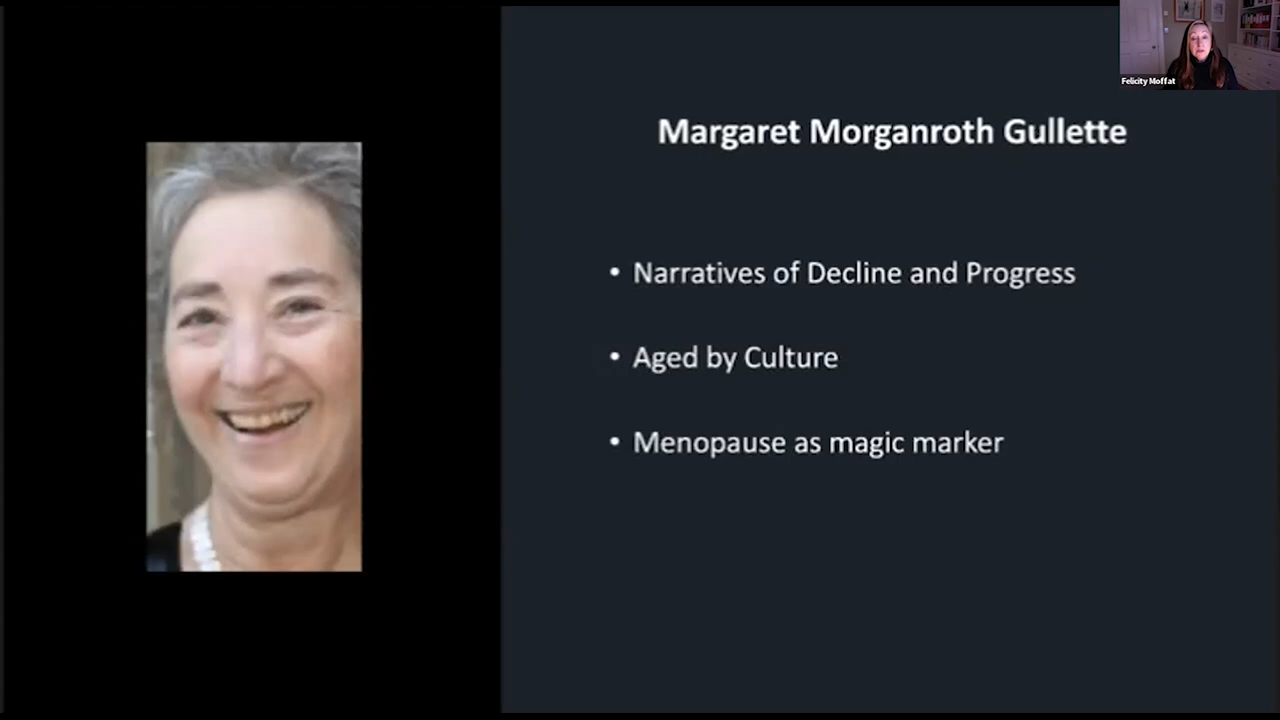 Felicity Moffat
Margaret Morganroth Gullette
• Narratives of Decline and Progress
• Aged by Culture
• Menopause as magic marker